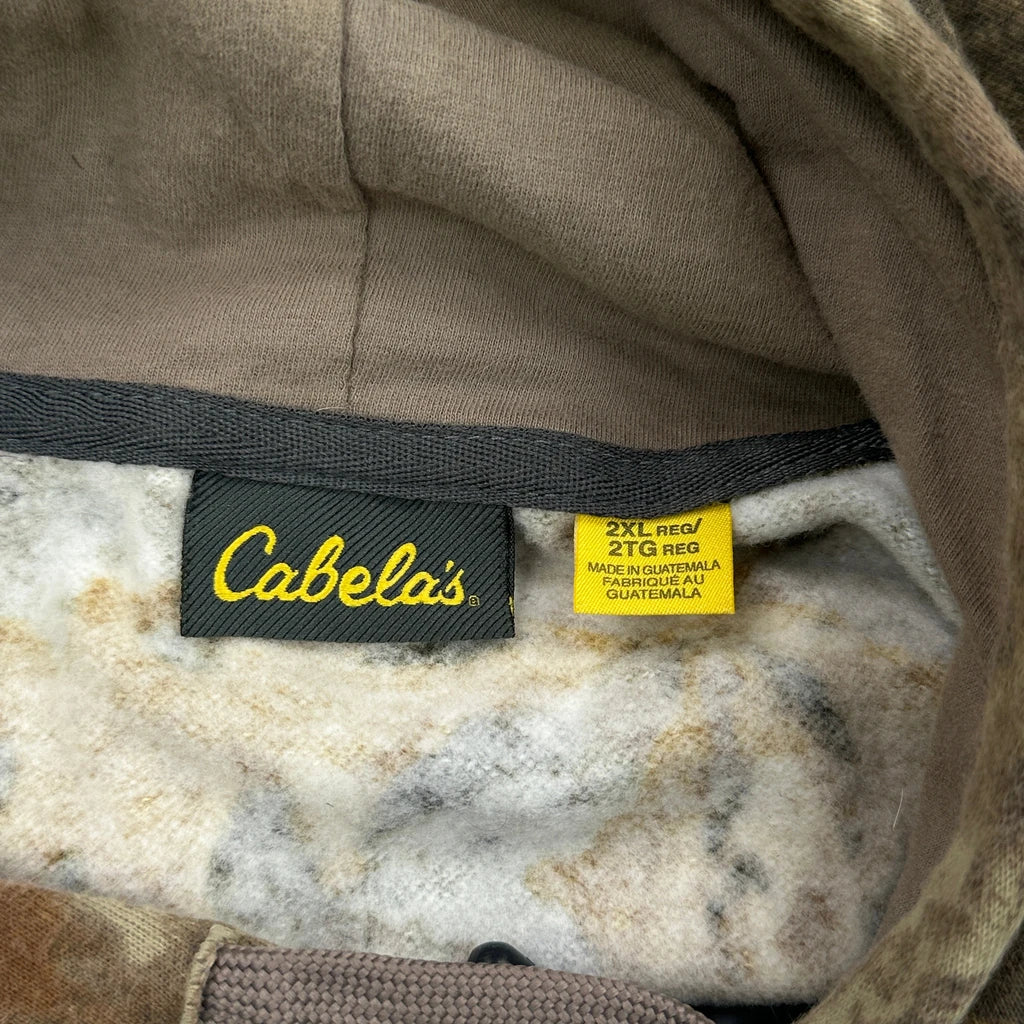 Cabela's®
2XL REG/
2TG REG
MADE IN GUATEMALA
FABRIQUÉ AU
GUATEMALA